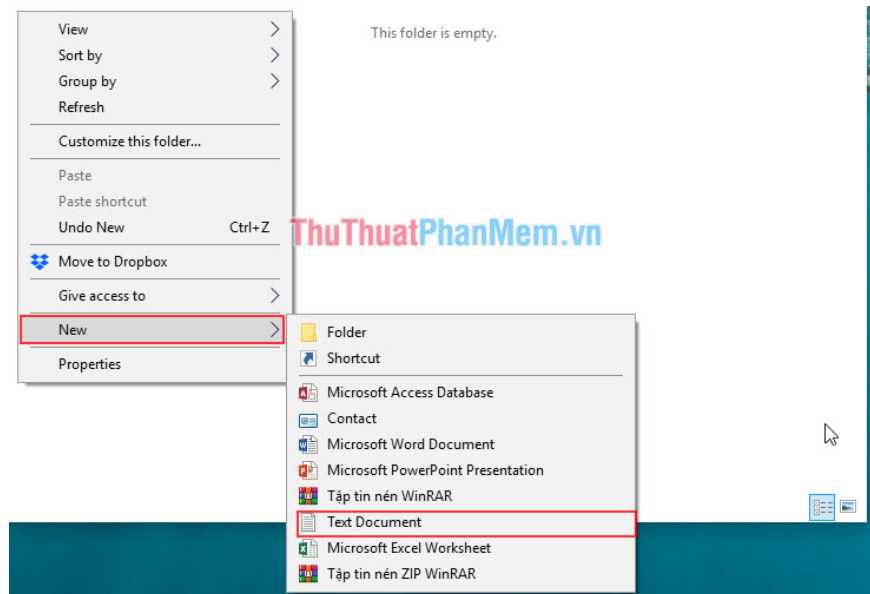 This folder is empty.
View
Sort by
Group by
Refresh
Customize this folder...
Paste
Paste shortcut
Undo New Ctrl+Z
Move to Dropbox
Give access to
New
Properties
ThuThuatPhanMem.vn
Folder
Shortcut
Microsoft Access Database
Contact
Microsoft Word Document
Microsoft PowerPoint Presentation
Tập tin nén WinRAR
Text Document
Microsoft Excel Worksheet
Tập tin nén ZIP WinRAR